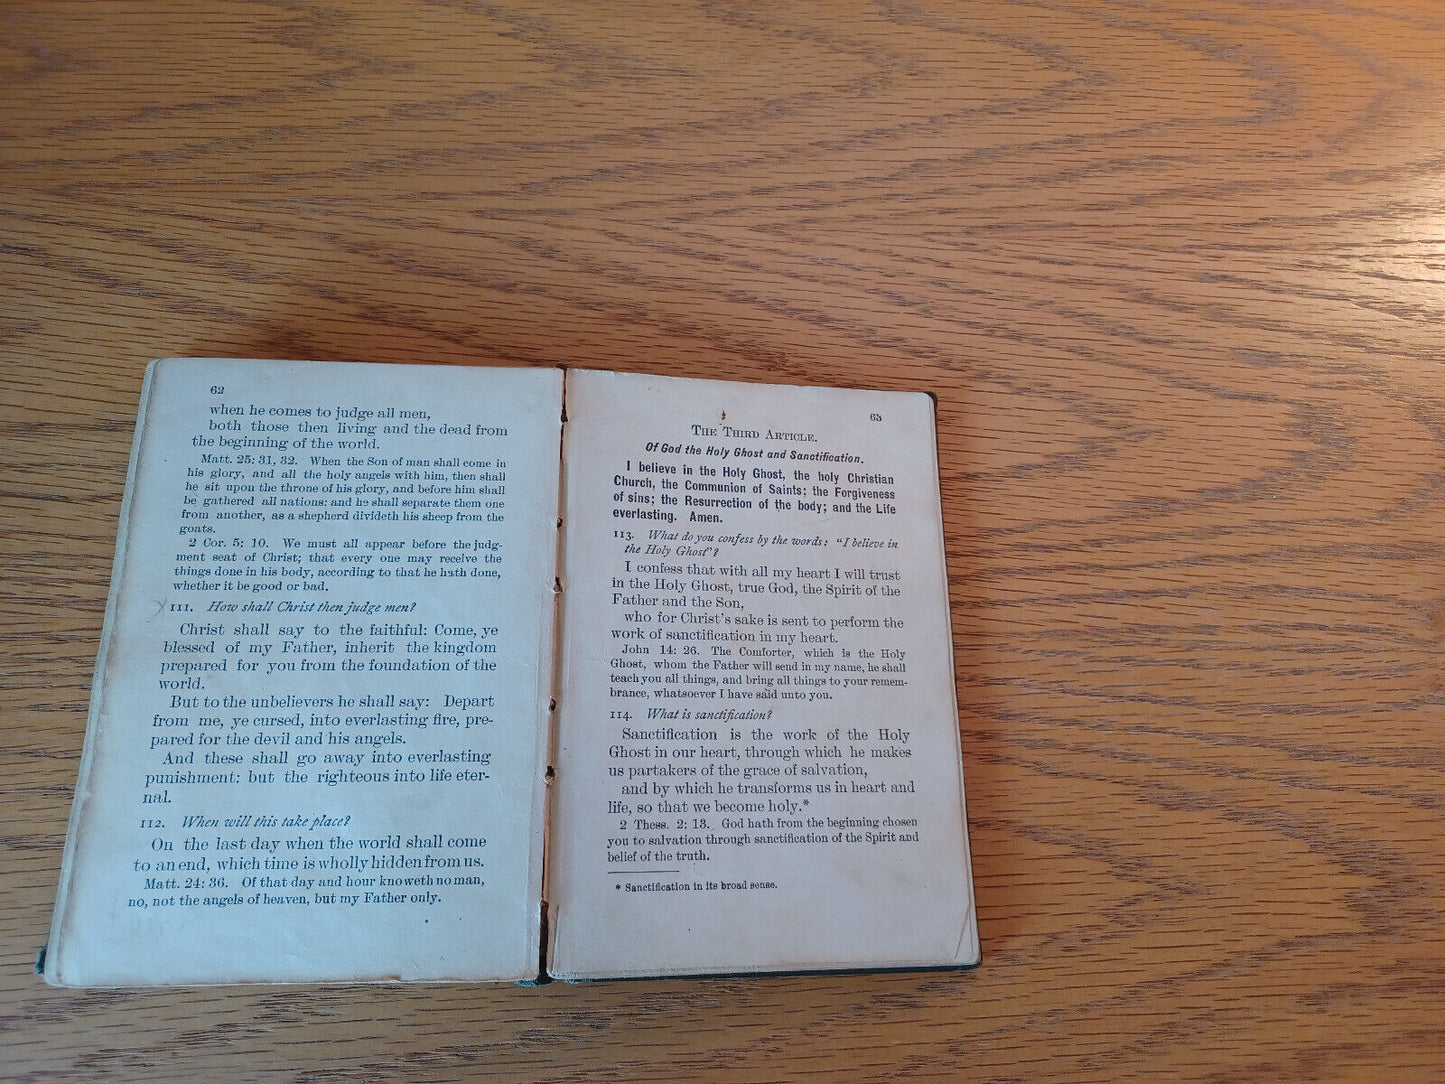 62
when he comes to judge all men,
both those then living and the dead from
the beginning of the world.
Matt. 25: 31, 32. When the Son of man shall come in
his glory, and all the holy angels with him, then shall
he sit upon the throne of his glory, and before him shall
be gathered all nations: and he shall separate them one
from another, as a shepherd divideth his sheep from the
goats.
2 Cor. 5: 10. We must all appear before the judg-
ment seat of Christ; that every one may receive the
things done in his body, according to that he hath done,
whether it be good or bad.
111. How shall Christ then judge men?
Christ shall say to the faithful: Come, ye
blessed of my Father, inherit the kingdom
prepared for you from the foundation of the
world.
But to the unbelievers he shall say: Depart
from me, ye cursed, into everlasting fire, pre-
pared for the devil and his angels.
And these shall go away into everlasting
punishment: but the righteous into life eter-
nal.
112. When will this take place?
On the last day when the world shall come
to an end, which time is wholly hidden from us.
Matt. 24: 36. Of that day and hour knoweth no man,
no, not the angels of heaven, but my Father only.
63
The Third Article.
Of God the Holy Ghost and Sanctification.
I believe in the Holy Ghost, the holy Christian
Church, the Communion of Saints; the Forgiveness
of sins; the Resurrection of the body; and the Life
everlasting. Amen.
113. What do you confess by the words: "I believe in
the Holy Ghost"?
I confess that with all my heart I will trust
in the Holy Ghost, true God, the Spirit of the
Father and the Son,
who for Christ's sake is sent to perform the
work of sanctification in my heart.
John 14: 26. The Comforter, which is the Holy
Ghost, whom the Father will send in my name, he shall
teach you all things, and bring all things to your remem-
brance, whatsoever I have said unto you.
114. What is sanctification?
Sanctification is the work of the Holy
Ghost in our heart, through which he makes
us partakers of the grace of salvation,
and by which he transforms us in heart and
life, so that we become holy.*
2 Thess. 2: 13. God hath from the beginning chosen
you to salvation through sanctification of the Spirit and
belief of the truth.
* Sanctification in its broad sense.